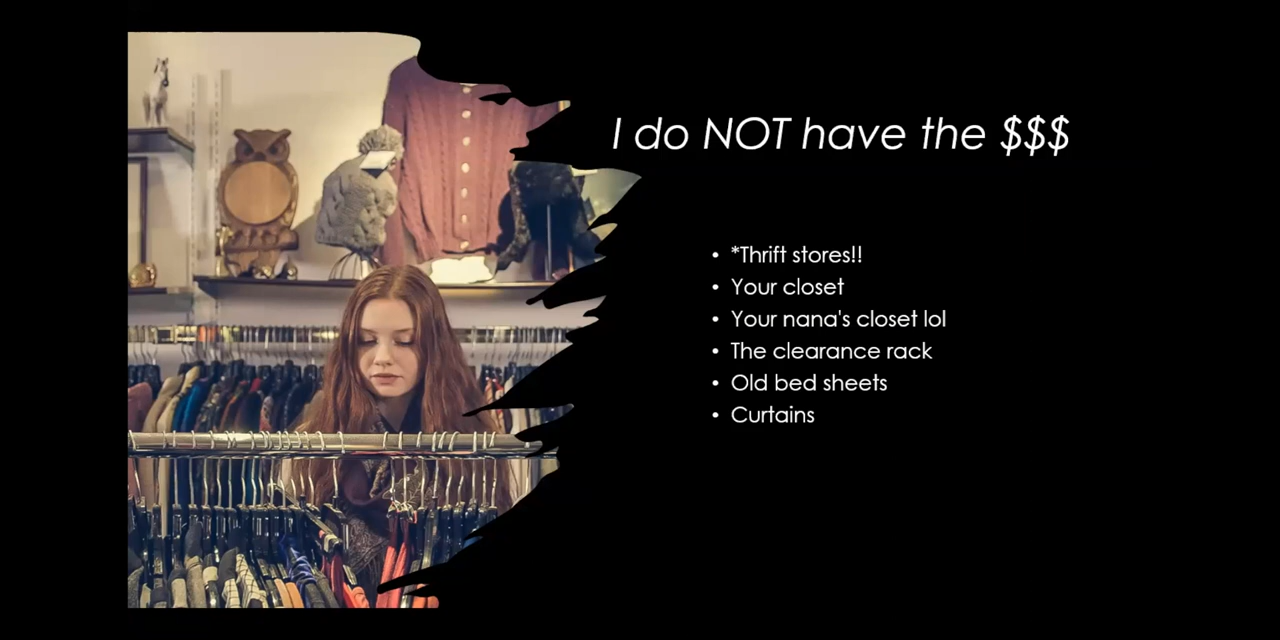 I do NOT have the $$$
• *Thrift stores!!
• Your closet
• Your nana's closet lol
• The clearance rack
• Old bed sheets
• Curtains